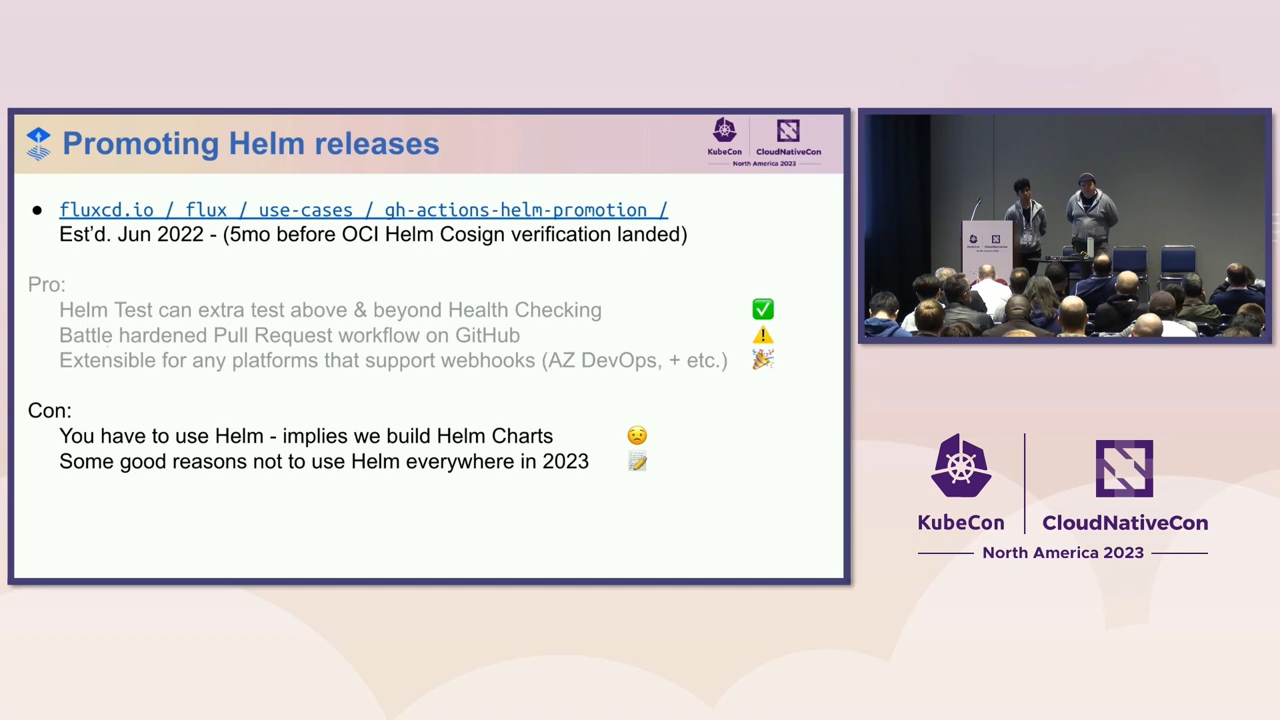 Promoting Helm releases
KubeCon
CloudNativeCon
North America 2023
● fluxcd.io / flux / use-cases / gh-actions-helm-promotion /
Est’d. Jun 2022 - (5mo before OCI Helm Cosign verification landed)
Pro:
Helm Test can extra test above & beyond Health Checking ✅
Battle hardened Pull Request workflow on GitHub ⚠️
Extensible for any platforms that support webhooks (AZ DevOps, + etc.) 🎉
Con:
You have to use Helm - implies we build Helm Charts 😟
Some good reasons not to use Helm everywhere in 2023 📝
KubeCon
CloudNativeCon
North America 2023